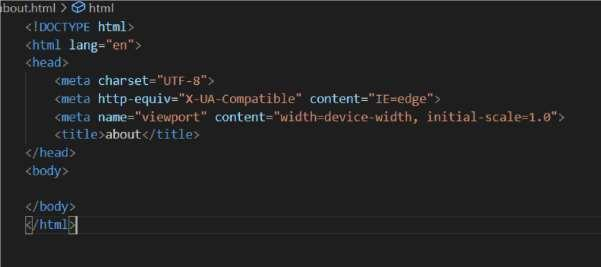 about.html > html
<!DOCTYPE html>
<html lang="en">
<head>
    <meta charset="UTF-8">
    <meta http-equiv="X-UA-Compatible" content="IE=edge">
    <meta name="viewport" content="width=device-width, initial-scale=1.0">
    <title>about</title>
</head>
<body>

</body>
</html>